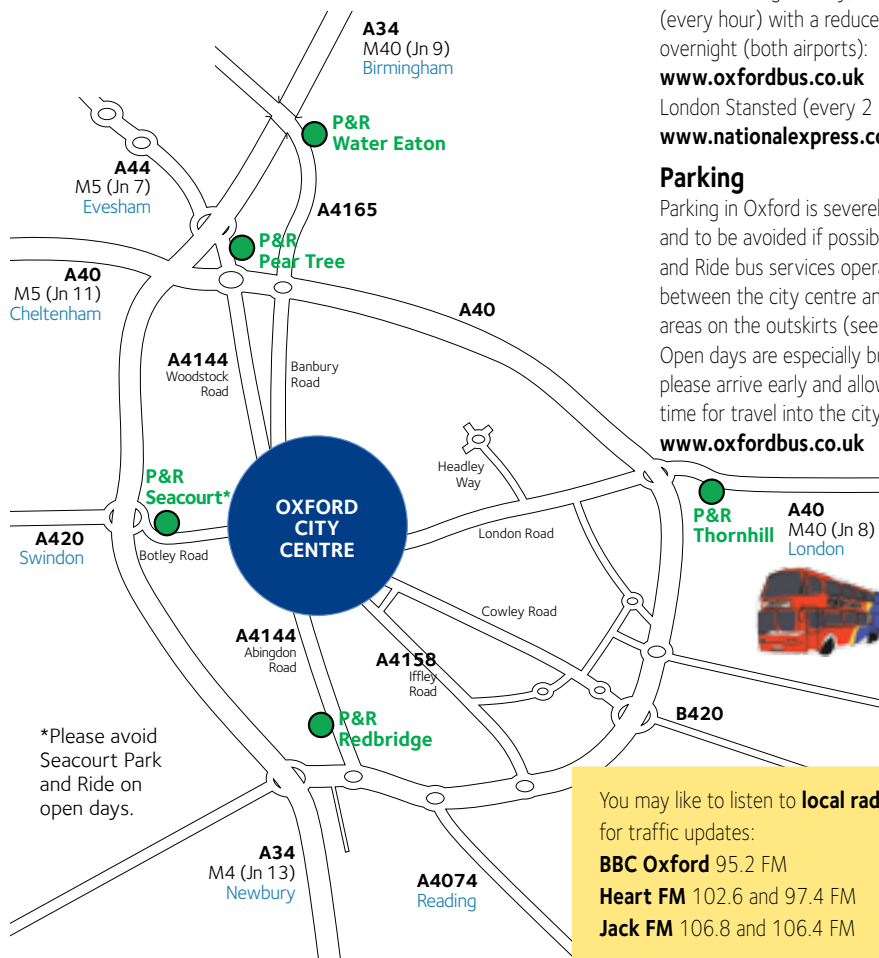 A34
M40 (Jn 9)
Birmingham
P&R
Water Eaton
A44
M5 (Jn 7)
Evesham
A4165
P&R
Pear Tree
A40
M5 (Jn 11)
Cheltenham
A40
A4144
Woodstock
Road
Banbury
Road
Headley
Way
P&R
Seacourt*
OXFORD
CITY
CENTRE
A420
Swindon
Botley Road
London Road
P&R
Thornhill
A40
M40 (Jn 8)
London
Cowley Road
A4144
Abingdon
Road
A4158
Iffley
Road
B420
P&R
Redbridge
*Please avoid
Seacourt Park
and Ride on
open days.
A34
M4 (Jn 13)
Newbury
A4074
Reading
(every hour) with a reduce
overnight (both airports):
www.oxfordbus.co.uk
London Stansted (every 2
www.nationalexpress.co
Parking
Parking in Oxford is severel
and to be avoided if possib
and Ride bus services opera
between the city centre an
areas on the outskirts (see
Open days are especially bu
please arrive early and allow
time for travel into the city
www.oxfordbus.co.uk
You may like to listen to local rad
for traffic updates:
BBC Oxford 95.2 FM
Heart FM 102.6 and 97.4 FM
Jack FM 106.8 and 106.4 FM